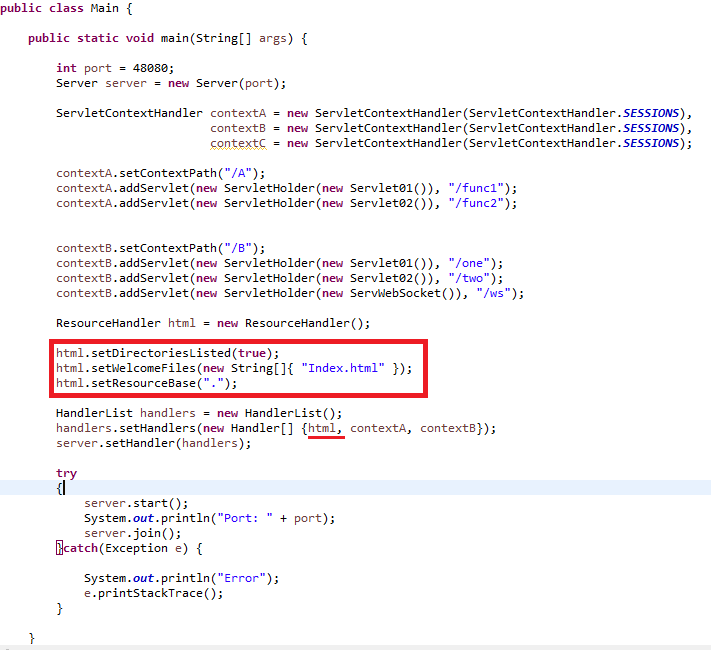 public class Main {
public static void main(String[] args) {
int port = 48080;
Server server = new Server(port);
ServletContextHandler contextA = new ServletContextHandler(ServletContextHandler.SESSIONS),
contextB = new ServletContextHandler(ServletContextHandler.SESSIONS),
contextC = new ServletContextHandler(ServletContextHandler.SESSIONS);
contextA.setContextPath("/A");
contextA.addServlet(new ServletHolder(new Servlet01()), "/func1");
contextA.addServlet(new ServletHolder(new Servlet02()), "/func2");
contextB.setContextPath("/B");
contextB.addServlet(new ServletHolder(new Servlet01()), "/one");
contextB.addServlet(new ServletHolder(new Servlet02()), "/two");
contextB.addServlet(new ServletHolder(new ServWebSocket()), "/ws");
ResourceHandler html = new ResourceHandler();
html.setDirectoriesListed(true);
html.setWelcomeFiles(new String[]{ "Index.html" });
html.setResourceBase(".");
HandlerList handlers = new HandlerList();
handlers.setHandlers(new Handler[] {html, contextA, contextB});
server.setHandler(handlers);
try
{
server.start();
System.out.println("Port: " + port);
server.join();
}catch(Exception e) {
System.out.println("Error");
e.printStackTrace();
}
}